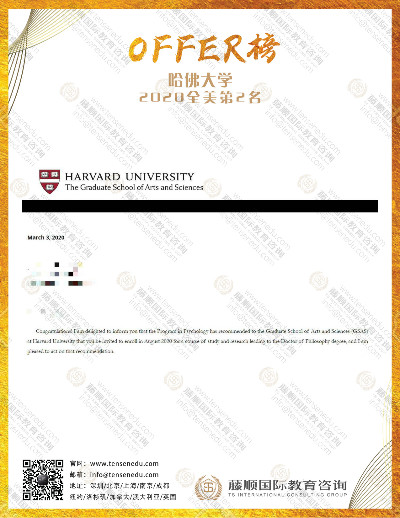 OFFER榜
哈佛大学
2020全美第2名
HARVARD UNIVERSITY
The Graduate School of Arts and Sciences
March 3, 2020
Congratulations! I am delighted to inform you that the Program in Psychology has recommended to the Graduate School of Arts and Sciences (GSAS)
at Harvard University that you be invited to enroll in August 2020 for a course of study and research leading to the Doctor of Philosophy degree, and I am
pleased to act on that recommendation.
官网: www.tensenedu.com
邮箱: info@tensenedu.com
地址: 深圳/北京/上海/南京/成都
纽约/洛杉矶/加拿大/澳大利亚/英国
藤顺国际教育咨询
TS INTERNATIONAL CONSULTING GROUP